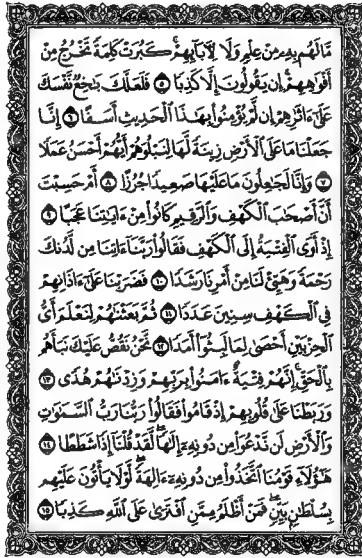 مَّا لَهُم بِهِۦ مِنْ عِلْمٍ وَلَا لِـَٔابَآئِهِمْ ۚ كَبُرَتْ كَلِمَةً تَخْرُجُ مِنْ
أَفْوَٰهِهِمْ ۚ إِن يَقُولُونَ إِلَّا كَذِبًا ٥ فَلَعَلَّكَ بَـٰخِعٌ نَّفْسَكَ
عَلَىٰٓ ءَاثَـٰرِهِمْ إِن لَّمْ يُؤْمِنُوا۟ بِهَـٰذَا ٱلْحَدِيثِ أَسَفًا ٦ إِنَّا
جَعَلْنَا مَا عَلَى ٱلْأَرْضِ زِينَةً لَّهَا لِنَبْلُوَهُمْ أَيُّهُمْ أَحْسَنُ عَمَلًا
٧ وَإِنَّا لَجَـٰعِلُونَ مَا عَلَيْهَا صَعِيدًا جُرُزًا ٨ أَمْ حَسِبْتَ
أَنَّ أَصْحَـٰبَ ٱلْكَهْفِ وَٱلرَّقِيمِ كَانُوا۟ مِنْ ءَايَـٰتِنَا عَجَبًا ٩
إِذْ أَوَى ٱلْفِتْيَةُ إِلَى ٱلْكَهْفِ فَقَالُوا۟ رَبَّنَآ ءَاتِنَا مِن لَّدُنكَ
رَحْمَةً وَهَيِّئْ لَنَا مِنْ أَمْرِنَا رَشَدًا ١٠ فَضَرَبْنَا عَلَىٰٓ ءَاذَانِهِمْ
فِى ٱلْكَهْفِ سِنِينَ عَدَدًا ١١ ثُمَّ بَعَثْنَـٰهُمْ لِنَعْلَمَ أَىُّ
ٱلْحِزْبَيْنِ أَحْصَىٰ لِمَا لَبِثُوٓا۟ أَمَدًا ١٢ نَّحْنُ نَقُصُّ عَلَيْكَ نَبَأَهُم
بِٱلْحَقِّ ۚ إِنَّهُمْ فِتْيَةٌ ءَامَنُوا۟ بِرَبِّهِمْ وَزِدْنَـٰهُمْ هُدًى ١٣
وَرَبَطْنَا عَلَىٰ قُلُوبِهِمْ إِذْ قَامُوا۟ فَقَالُوا۟ رَبُّنَا رَبُّ ٱلسَّمَـٰوَٰتِ
وَٱلْأَرْضِ لَن نَّدْعُوَا۟ مِن دُونِهِۦٓ إِلَـٰهًا ۖ لَّقَدْ قُلْنَآ إِذًا شَطَطًا ١٤
هَـٰٓؤُلَآءِ قَوْمُنَا ٱتَّخَذُوا۟ مِن دُونِهِۦٓ ءَالِهَةً ۖ لَّوْلَا يَأْتُونَ عَلَيْهِم
بِسُلْطَـٰنٍۭ بَيِّنٍ ۖ فَمَنْ أَظْلَمُ مِمَّنِ ٱفْتَرَىٰ عَلَى ٱللَّهِ كَذِبًا ١٥